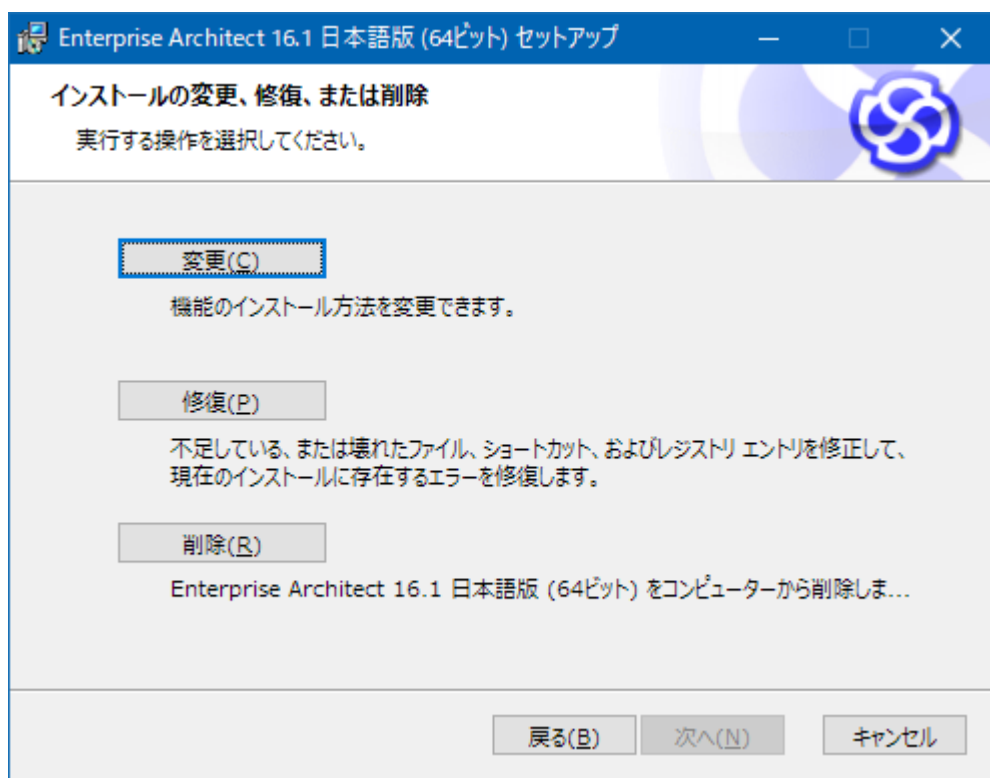 Enterprise Architect 16.1 日本語版 (64ビット) セットアップ
インストールの変更、修復、または削除
実行する操作を選択してください。
変更(C)
機能のインストール方法を変更できます。
修復(P)
不足している、または壊れたファイル、ショートカット、およびレジストリ エントリを修正して、
現在のインストールに存在するエラーを修復します。
削除(R)
Enterprise Architect 16.1 日本語版 (64ビット) をコンピューターから削除しま...
戻る(B)
次へ(N)
キャンセル